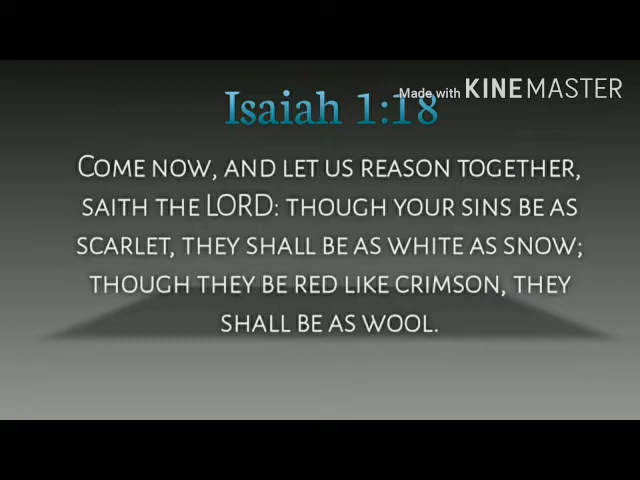 Made with KINEMASTER
Isaiah 1:18
COME NOW, AND LET US REASON TOGETHER,
SAITH THE LORD: THOUGH YOUR SINS BE AS
SCARLET, THEY SHALL BE AS WHITE AS SNOW;
THOUGH THEY BE RED LIKE CRIMSON, THEY
SHALL BE AS WOOL.